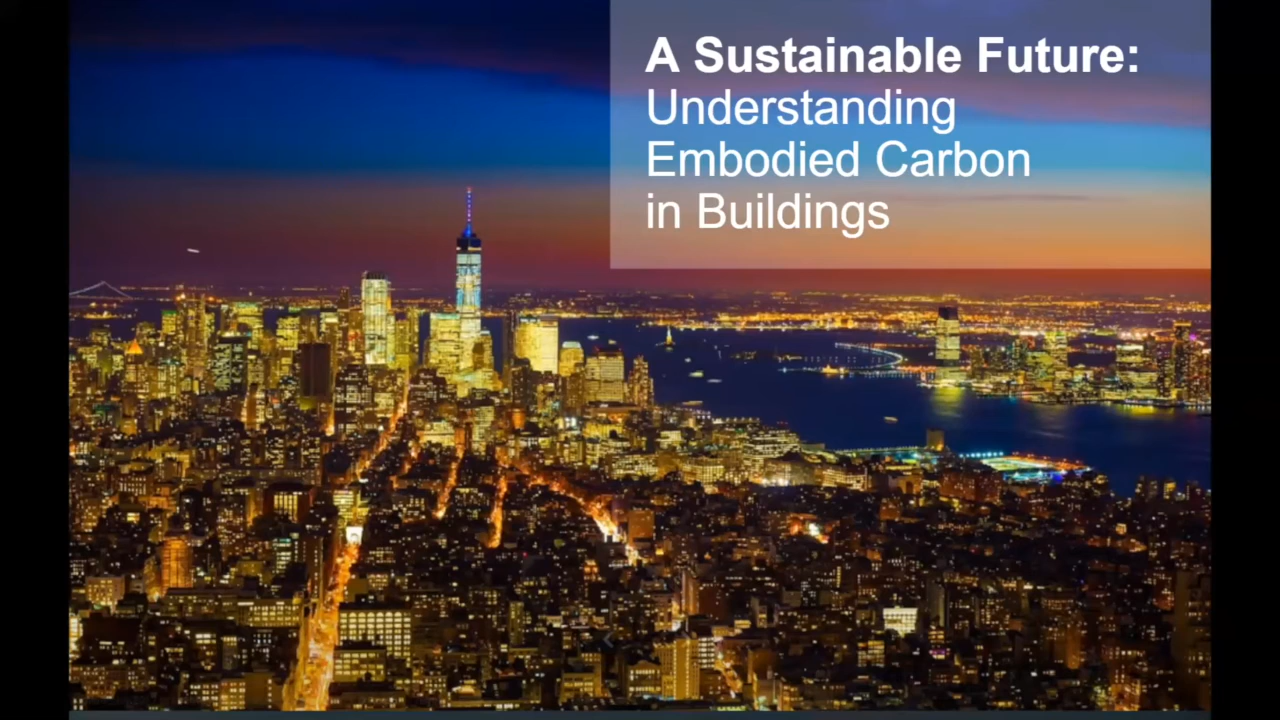 A Sustainable Future:
Understanding
Embodied Carbon
in Buildings